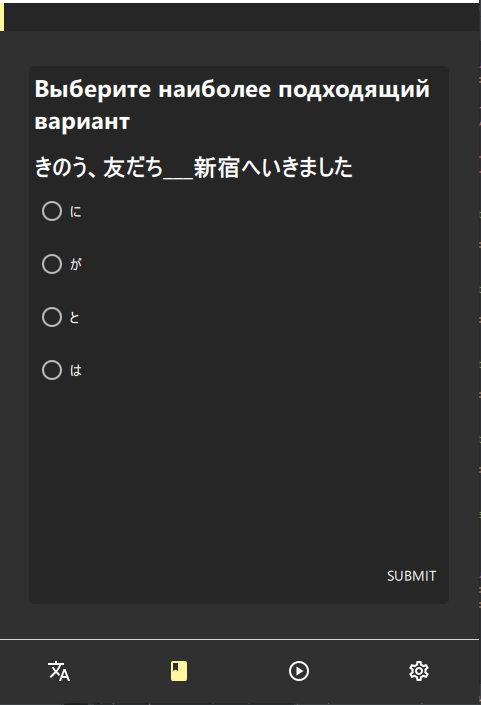 Выберите наиболее подходящий
вариант
きのう、友だち___新宿へいきました
に
が
と
は
SUBMIT